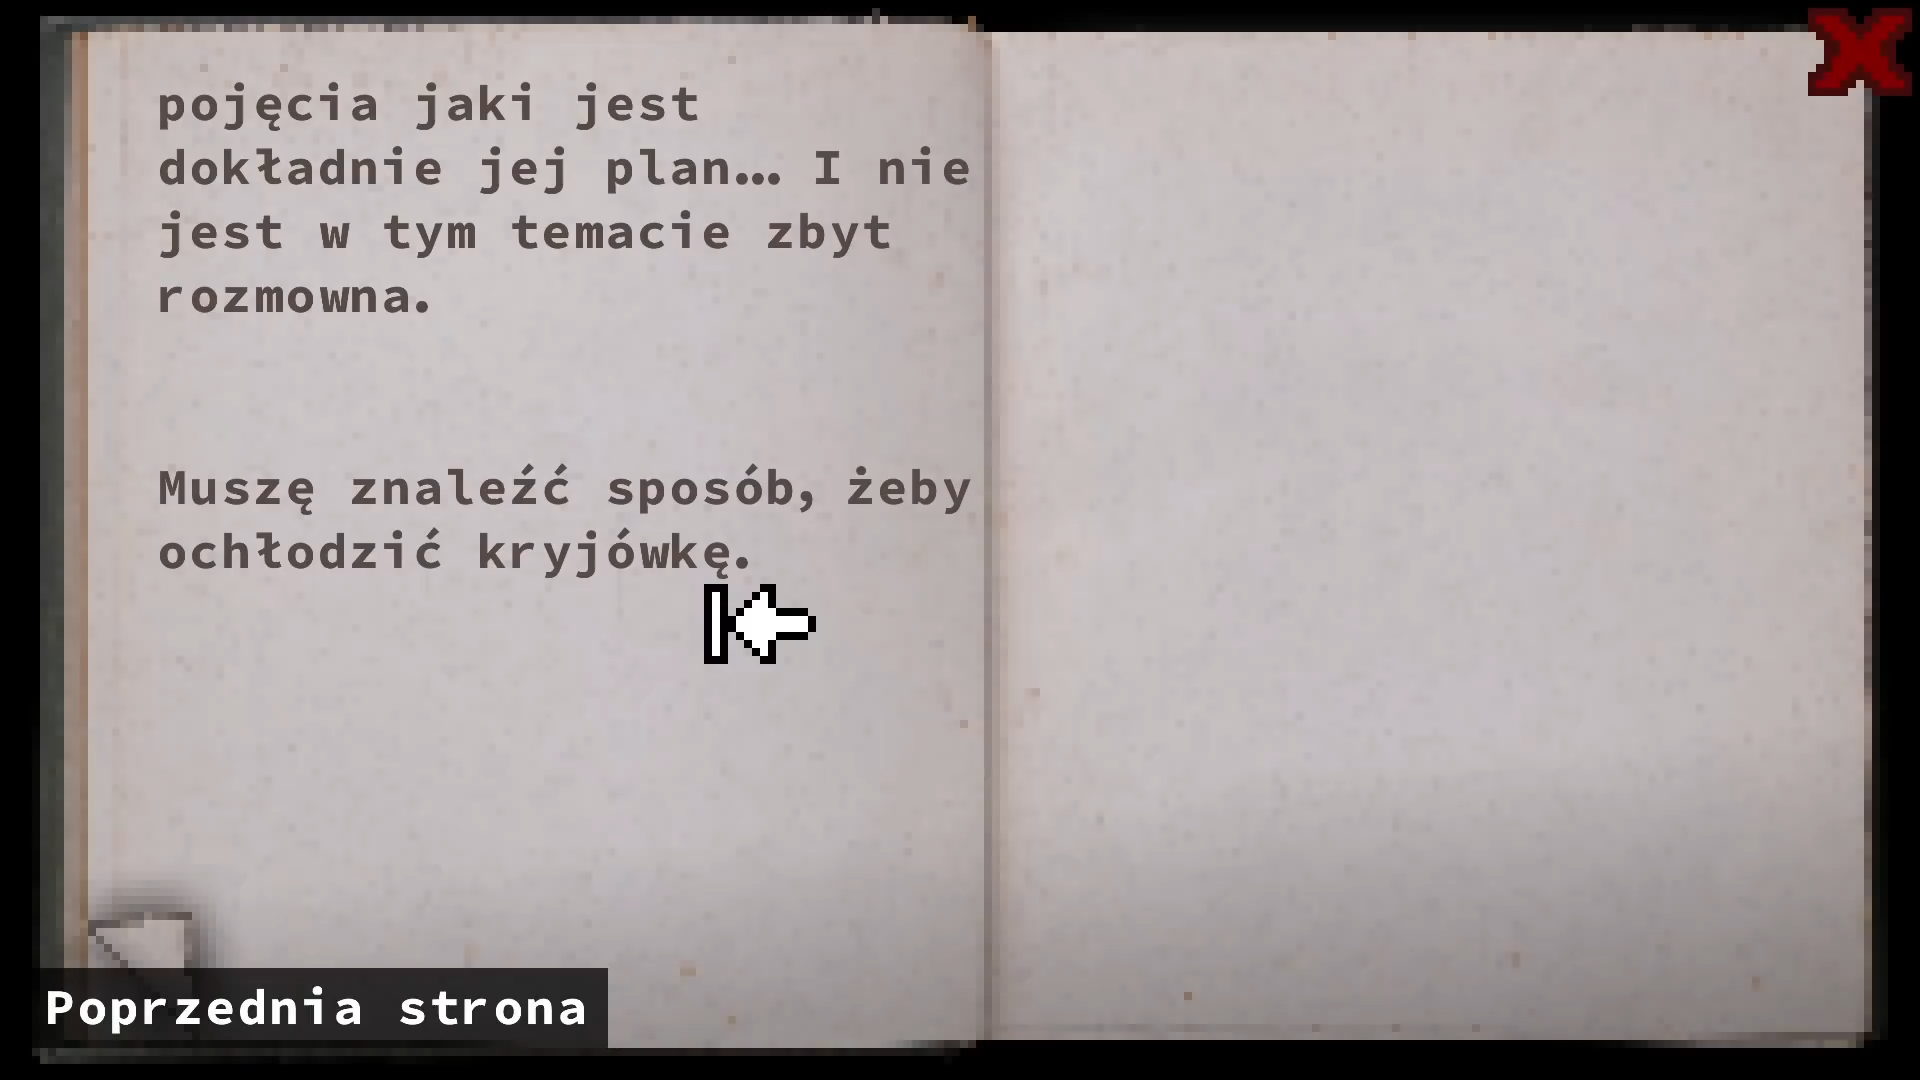 pojęcia jaki jest
dokładnie jej plan… I nie
jest w tym temacie zbyt
rozmowna.
Muszę znaleźć sposób, żeby
ochłodzić kryjówkę.
Poprzednia strona